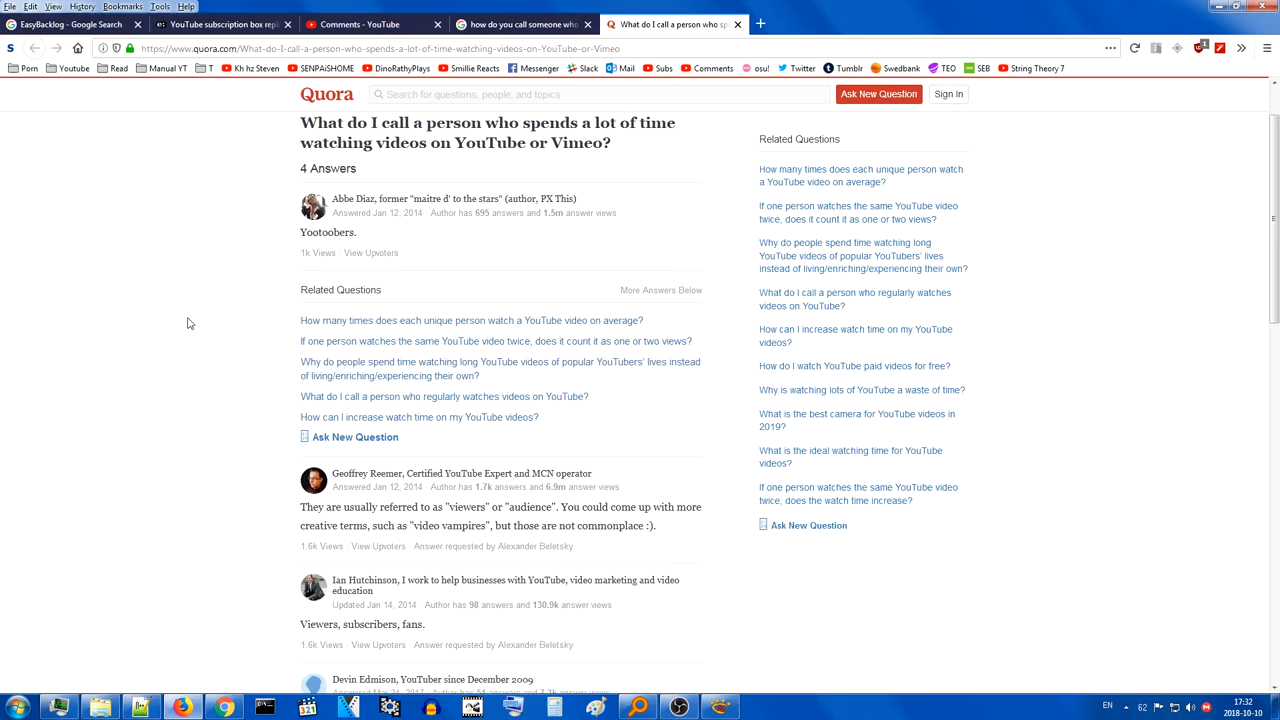 File Edit View History Bookmarks Tools Help
EasyBacklog - Google Search
YouTube subscription box repl
Comments - YouTube
how do you call someone who
What do I call a person who sp
https://www.quora.com/What-do-I-call-a-person-who-spends-a-lot-of-time-watching-videos-on-YouTube-or-Vimeo
Porn Youtube Read Manual YT T Kh hz Steven SENPAiSHOME DinoRathyPlays Smillie Reacts Messenger Slack Mail Subs Comments osu! Twitter Tumblr Swedbank TEO SEB String Theory 7
Quora
Search for questions, people, and topics
Ask New Question
Sign In
What do I call a person who spends a lot of time
watching videos on YouTube or Vimeo?
4 Answers
Abbe Diaz, former "maitre d' to the stars" (author, PX This)
Answered Jan 12, 2014 · Author has 695 answers and 1.5m answer views
Yootoobers.
1k Views · View Upvoters
Related Questions
More Answers Below
How many times does each unique person watch a YouTube video on average?
If one person watches the same YouTube video twice, does it count it as one or two views?
Why do people spend time watching long YouTube videos of popular YouTubers' lives instead
of living/enriching/experiencing their own?
What do I call a person who regularly watches videos on YouTube?
How can I increase watch time on my YouTube videos?
Ask New Question
Geoffrey Reemer, Certified YouTube Expert and MCN operator
Answered Jan 12, 2014 · Author has 1.7k answers and 6.9m answer views
They are usually referred to as "viewers" or "audience". You could come up with more
creative terms, such as "video vampires", but those are not commonplace :).
1.6k Views · View Upvoters · Answer requested by Alexander Beletsky
Ian Hutchinson, I work to help businesses with YouTube, video marketing and video
education
Updated Jan 14, 2014 · Author has 98 answers and 130.9k answer views
Viewers, subscribers, fans.
1.6k Views · View Upvoters · Answer requested by Alexander Beletsky
Devin Edmison, YouTuber since December 2009
Related Questions
How many times does each unique person watch
a YouTube video on average?
If one person watches the same YouTube video
twice, does it count it as one or two views?
Why do people spend time watching long
YouTube videos of popular YouTubers' lives
instead of living/enriching/experiencing their own?
What do I call a person who regularly watches
videos on YouTube?
How can I increase watch time on my YouTube
videos?
How do I watch YouTube paid videos for free?
Why is watching lots of YouTube a waste of time?
What is the best camera for YouTube videos in
2019?
What is the ideal watching time for YouTube
videos?
If one person watches the same YouTube video
twice, does the watch time increase?
Ask New Question
EN 62 17:32
2018-10-10